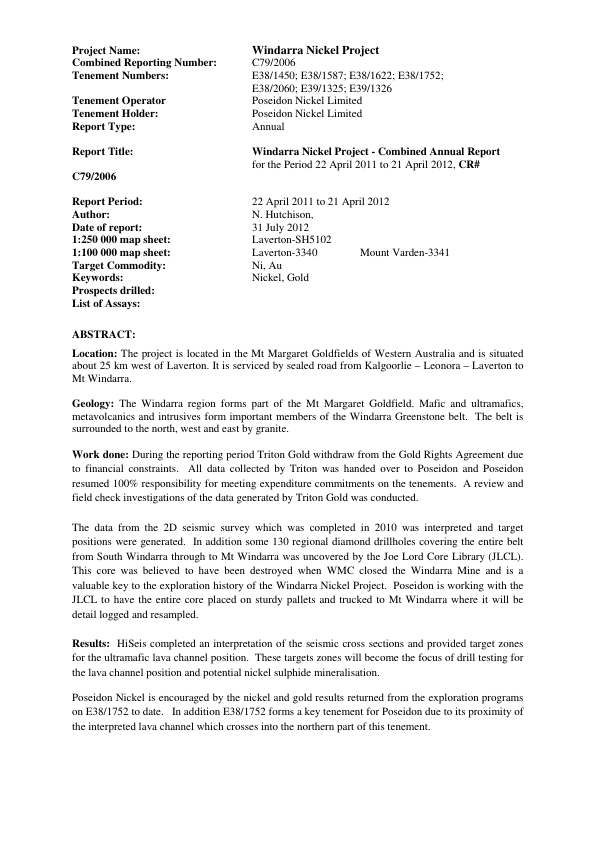 Project Name: Windarra Nickel Project
Combined Reporting Number: C79/2006
Tenement Numbers: E38/1450; E38/1587; E38/1622; E38/1752;
E38/2060; E39/1325; E39/1326
Tenement Operator Poseidon Nickel Limited
Tenement Holder: Poseidon Nickel Limited
Report Type: Annual
Report Title: Windarra Nickel Project - Combined Annual Report
for the Period 22 April 2011 to 21 April 2012, CR#
C79/2006
Report Period: 22 April 2011 to 21 April 2012
Author: N. Hutchison,
Date of report: 31 July 2012
1:250 000 map sheet: Laverton-SH5102
1:100 000 map sheet: Laverton-3340 Mount Varden-3341
Target Commodity: Ni, Au
Keywords: Nickel, Gold
Prospects drilled:
List of Assays:
ABSTRACT:
Location: The project is located in the Mt Margaret Goldfields of Western Australia and is situated
about 25 km west of Laverton. It is serviced by sealed road from Kalgoorlie – Leonora – Laverton to
Mt Windarra.
Geology: The Windarra region forms part of the Mt Margaret Goldfield. Mafic and ultramafics,
metavolcanics and intrusives form important members of the Windarra Greenstone belt. The belt is
surrounded to the north, west and east by granite.
Work done: During the reporting period Triton Gold withdraw from the Gold Rights Agreement due
to financial constraints. All data collected by Triton was handed over to Poseidon and Poseidon
resumed 100% responsibility for meeting expenditure commitments on the tenements. A review and
field check investigations of the data generated by Triton Gold was conducted.
The data from the 2D seismic survey which was completed in 2010 was interpreted and target
positions were generated. In addition some 130 regional diamond drillholes covering the entire belt
from South Windarra through to Mt Windarra was uncovered by the Joe Lord Core Library (JLCL).
This core was believed to have been destroyed when WMC closed the Windarra Mine and is a
valuable key to the exploration history of the Windarra Nickel Project. Poseidon is working with the
JLCL to have the entire core placed on sturdy pallets and trucked to Mt Windarra where it will be
detail logged and resampled.
Results: HiSeis completed an interpretation of the seismic cross sections and provided target zones
for the ultramafic lava channel position. These targets zones will become the focus of drill testing for
the lava channel position and potential nickel sulphide mineralisation.
Poseidon Nickel is encouraged by the nickel and gold results returned from the exploration programs
on E38/1752 to date. In addition E38/1752 forms a key tenement for Poseidon due to its proximity of
the interpreted lava channel which crosses into the northern part of this tenement.